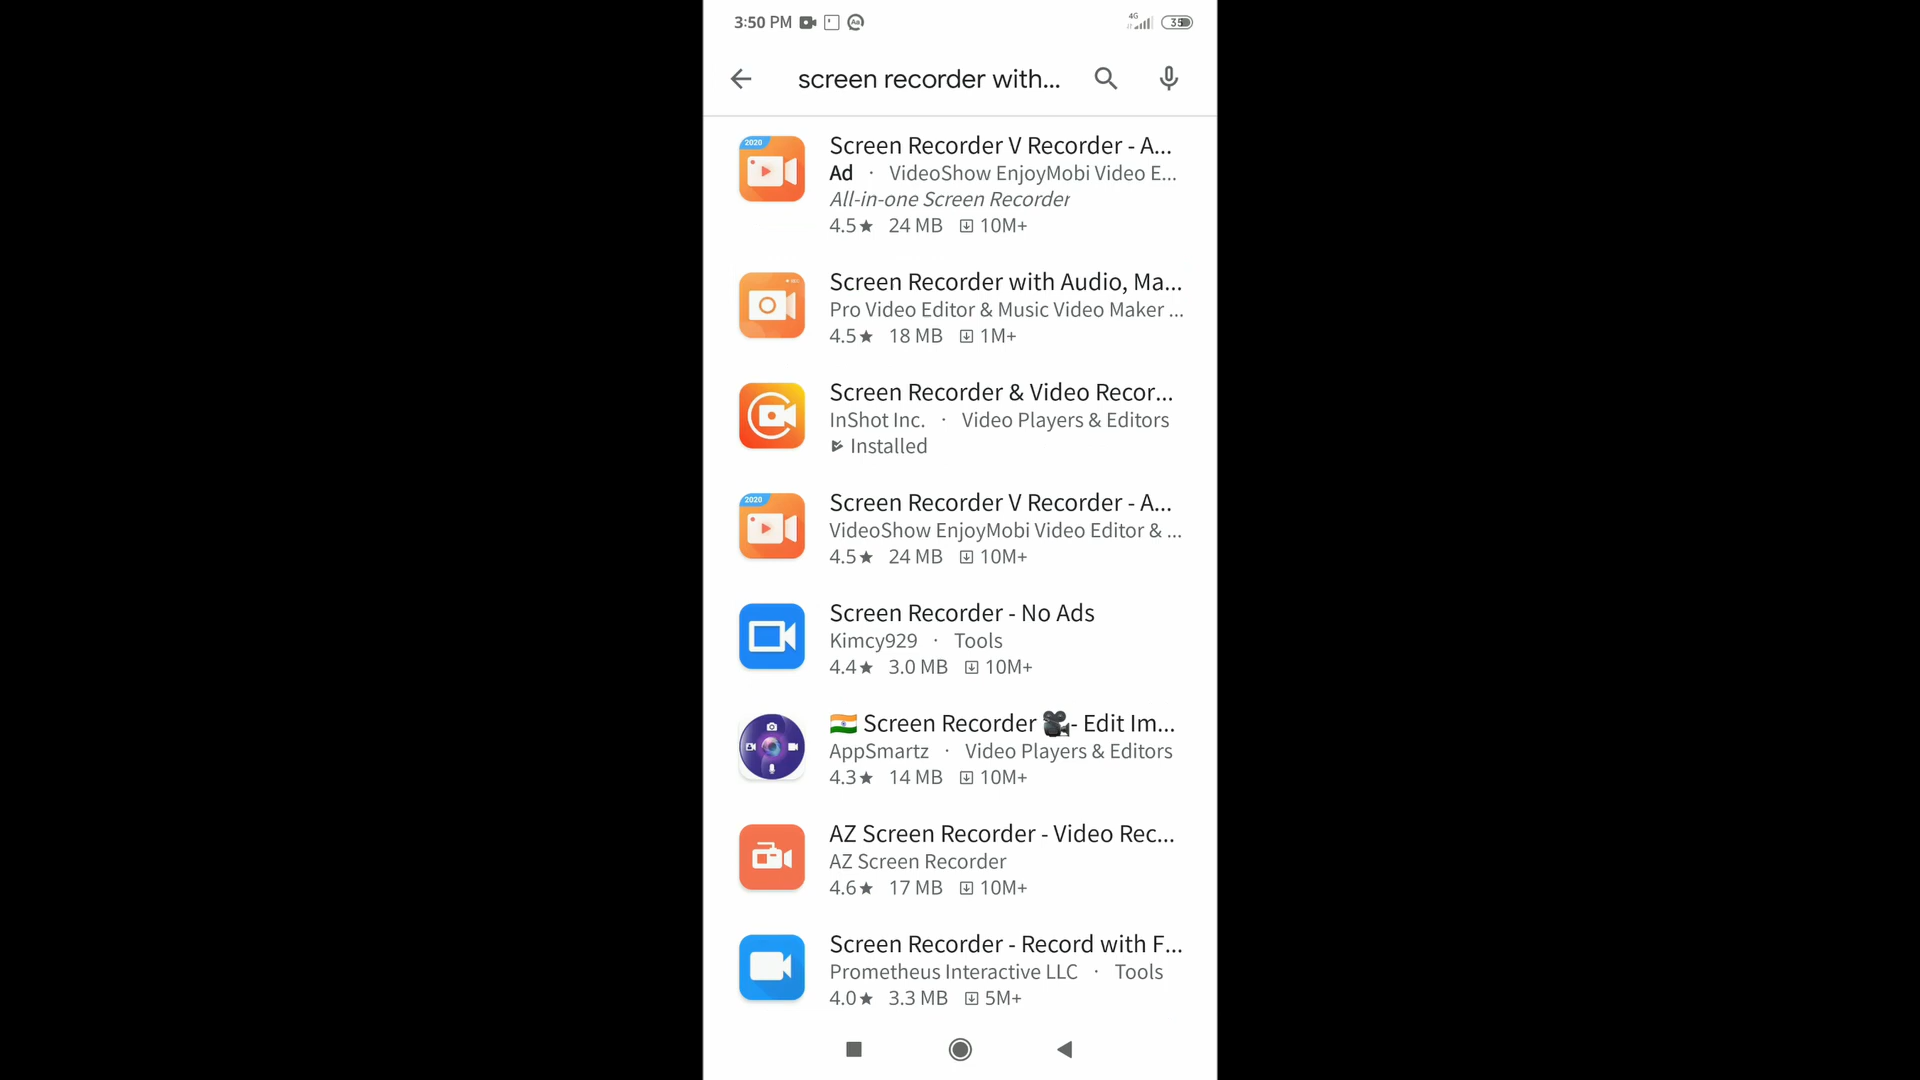 3:50 PM
4G
35
screen recorder with...
2020
Screen Recorder V Recorder - A...
Ad · VideoShow EnjoyMobi Video E...
All-in-one Screen Recorder
4.5★ 24 MB 10M+
Screen Recorder with Audio, Ma...
Pro Video Editor & Music Video Maker ...
4.5★ 18 MB 1M+
Screen Recorder & Video Recor...
InShot Inc. · Video Players & Editors
Installed
2020
Screen Recorder V Recorder - A...
VideoShow EnjoyMobi Video Editor & ...
4.5★ 24 MB 10M+
Screen Recorder - No Ads
Kimcy929 · Tools
4.4★ 3.0 MB 10M+
🇮🇳 Screen Recorder 🎥- Edit Im...
AppSmartz · Video Players & Editors
4.3★ 14 MB 10M+
AZ Screen Recorder - Video Rec...
AZ Screen Recorder
4.6★ 17 MB 10M+
Screen Recorder - Record with F...
Prometheus Interactive LLC · Tools
4.0★ 3.3 MB 5M+